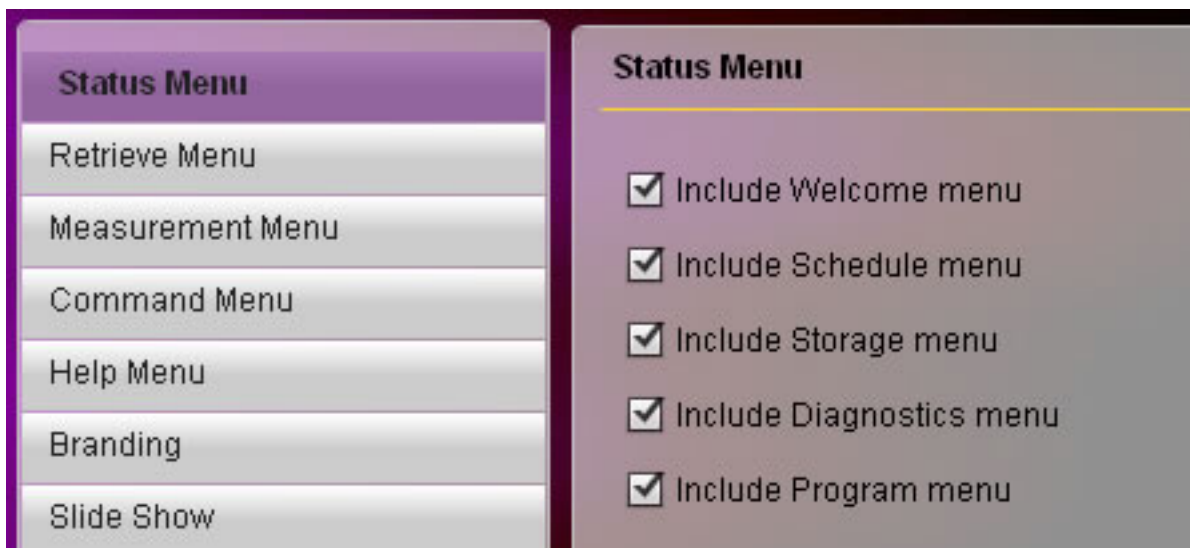 Status Menu
Retrieve Menu
Measurement Menu
Command Menu
Help Menu
Branding
Slide Show
Status Menu
Include Welcome menu
Include Schedule menu
Include Storage menu
Include Diagnostics menu
Include Program menu